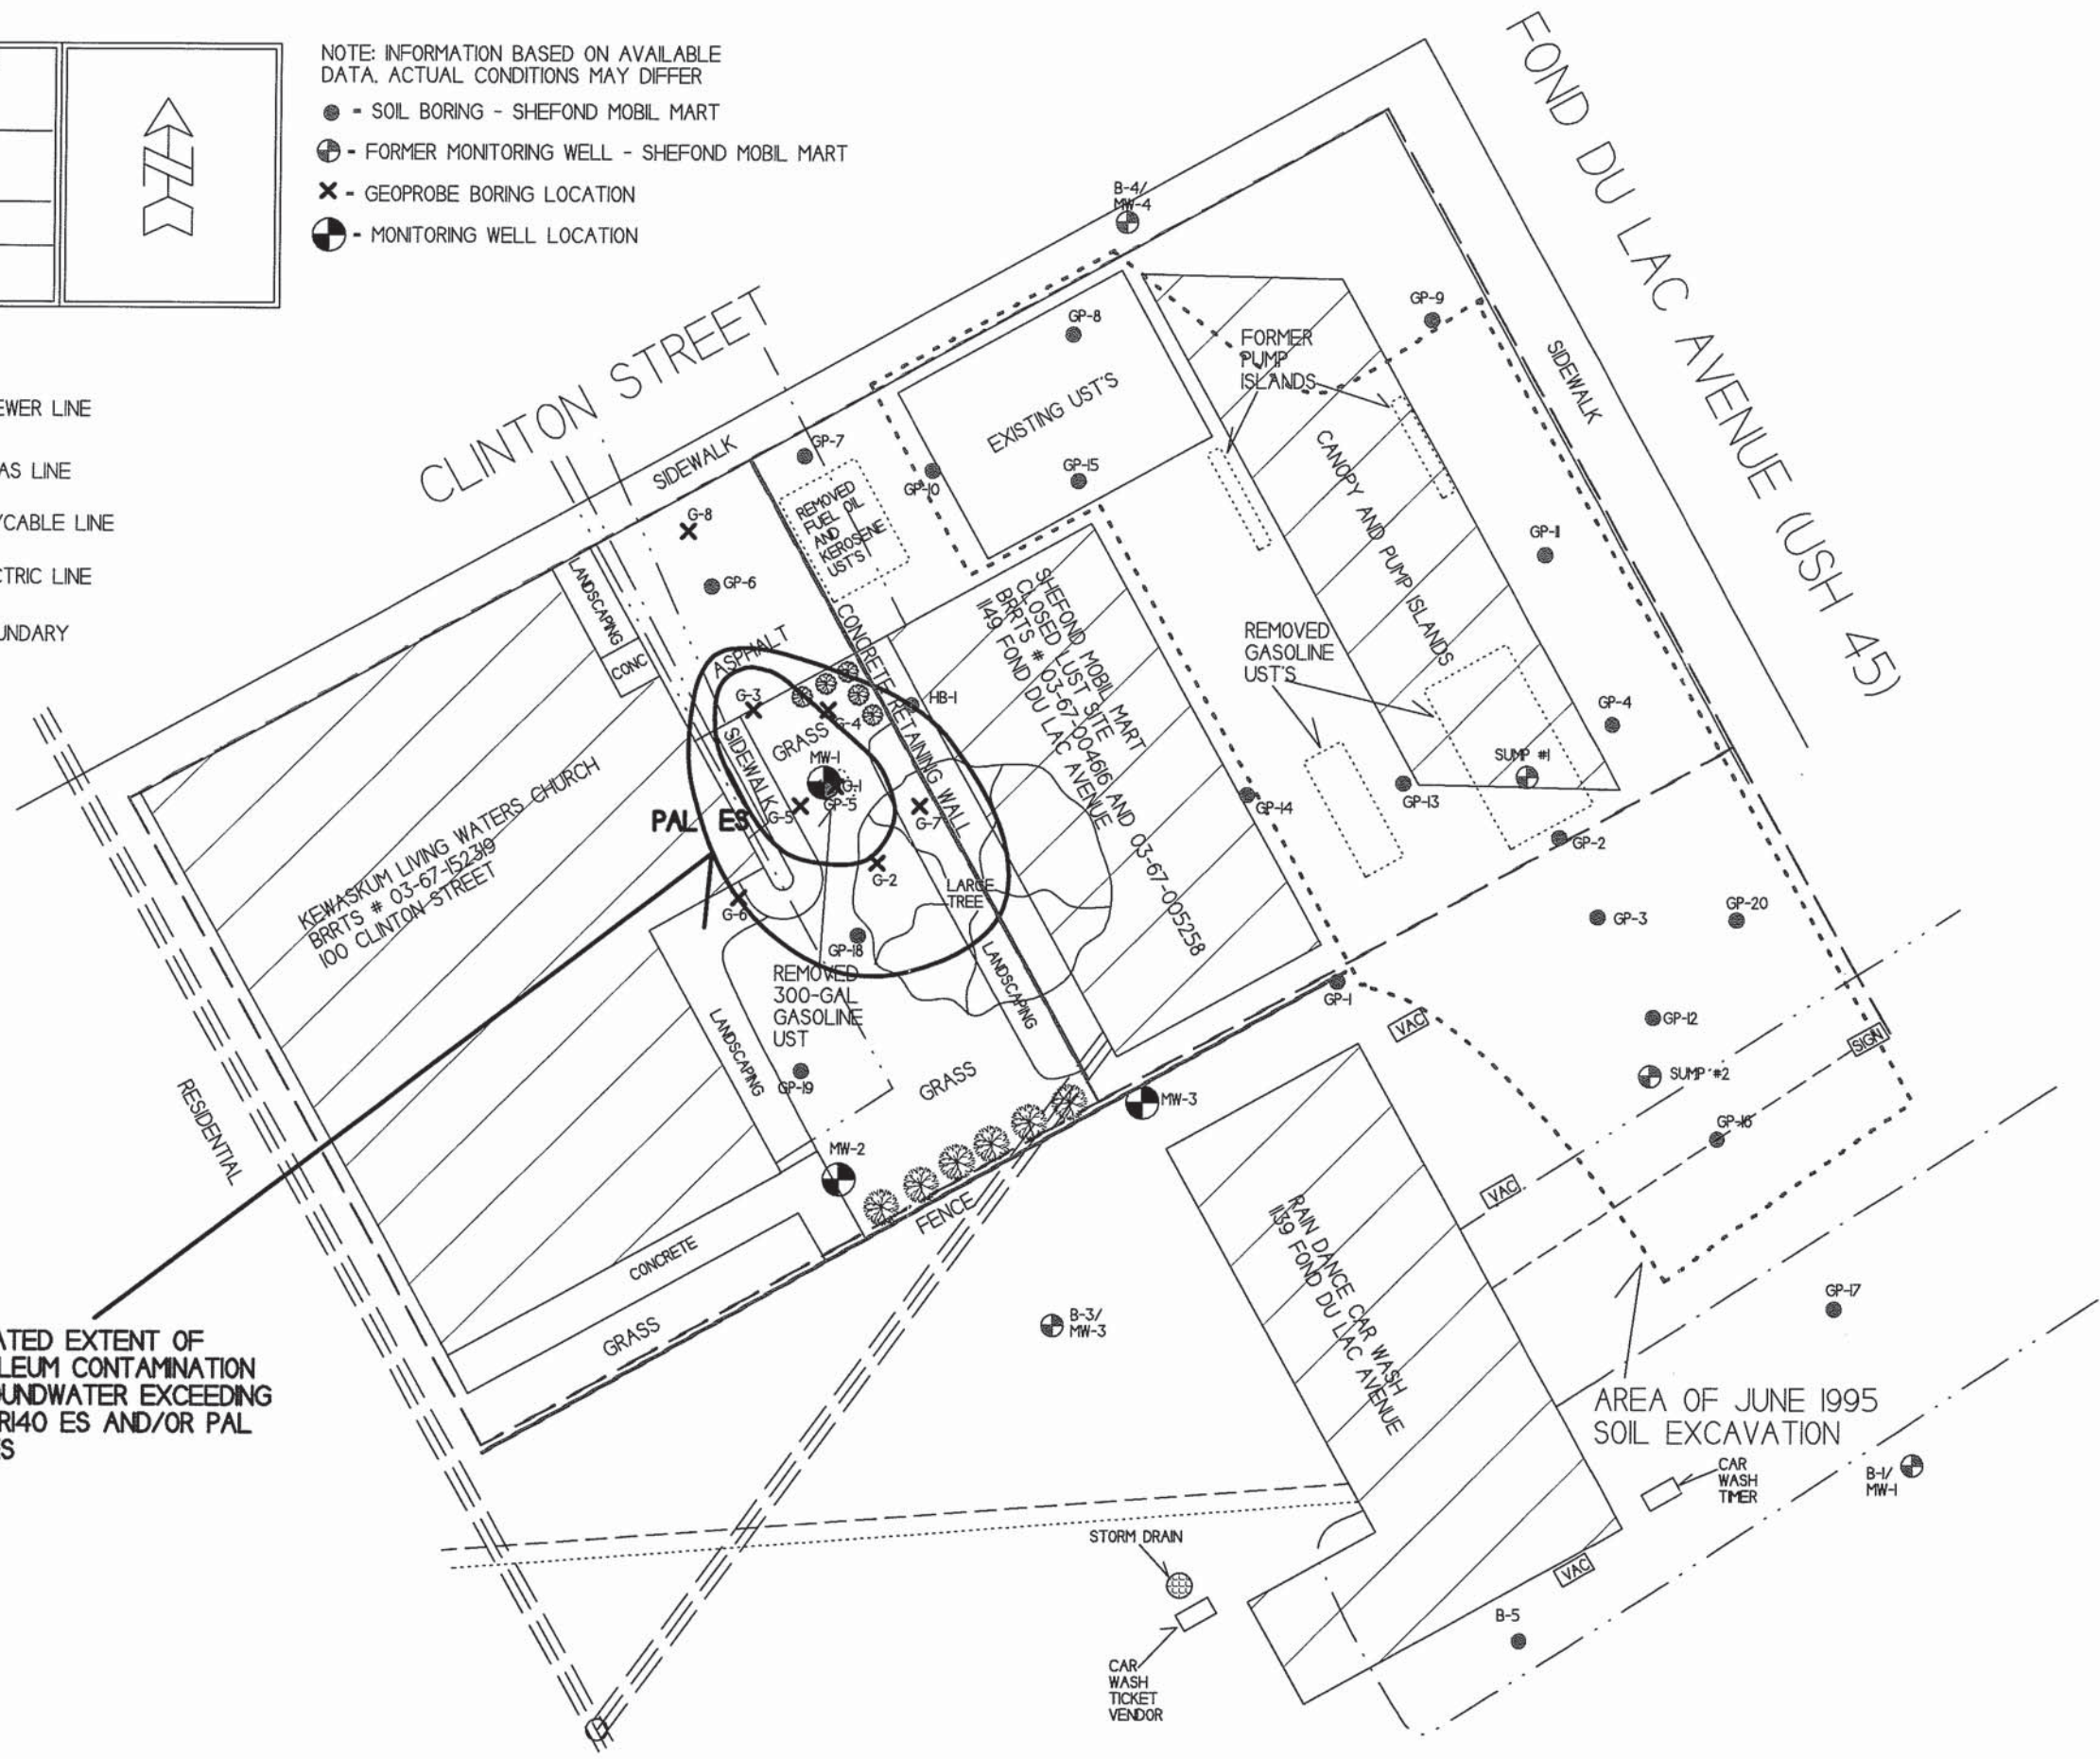 NOTE: INFORMATION BASED ON AVAILABLE
DATA. ACTUAL CONDITIONS MAY DIFFER
- SOIL BORING - SHEFOND MOBIL MART
- FORMER MONITORING WELL - SHEFOND MOBIL MART
X - GEOPROBE BORING LOCATION
- MONITORING WELL LOCATION
N
EWER LINE
AS LINE
/CABLE LINE
CTRIC LINE
UNDARY
CLINTON STREET
FOND DU LAC AVENUE (USH 45)
SIDEWALK
SIDEWALK
B-4/
MW-4
GP-9
GP-8
FORMER
PUMP
ISLANDS
EXISTING UST'S
GP-7
GP-10
GP-15
CANOPY AND PUMP ISLANDS
REMOVED
FUEL OIL
AND
KEROSENE
UST'S
G-8
GP-6
GP-11
LANDSCAPING
CONC
ASPHALT
CONCRETE RETAINING WALL
SHEFOND MOBIL MART
CLOSED LUST SITE
BRRTS # 03-67-004616 AND 03-67-005258
1149 FOND DU LAC AVENUE
REMOVED
GASOLINE
UST'S
GP-4
G-3
G-4
HB-1
GRASS
SIDEWALK
MW-1
G-1
GP-5
G-5
G-7
SUMP #1
GP-13
GP-14
GP-2
PAL ES
KEWASKUM LIVING WATERS CHURCH
BRRTS # 03-67-152319
100 CLINTON STREET
G-2
LARGE
TREE
G-6
GP-3
GP-20
GP-18
REMOVED
300-GAL
GASOLINE
UST
LANDSCAPING
LANDSCAPING
GP-1
VAC
GP-12
SIGN
SUMP #2
GP-19
GRASS
MW-3
GP-16
RESIDENTIAL
MW-2
FENCE
VAC
RAIN DANCE CAR WASH
1139 FOND DU LAC AVENUE
CONCRETE
GRASS
B-3/
MW-3
GP-17
ATED EXTENT OF
LEUM CONTAMINATION
OUNDWATER EXCEEDING
R140 ES AND/OR PAL
ES
AREA OF JUNE 1995
SOIL EXCAVATION
CAR
WASH
TIMER
B-1/
MW-1
STORM DRAIN
VAC
B-5
CAR
WASH
TICKET
VENDOR